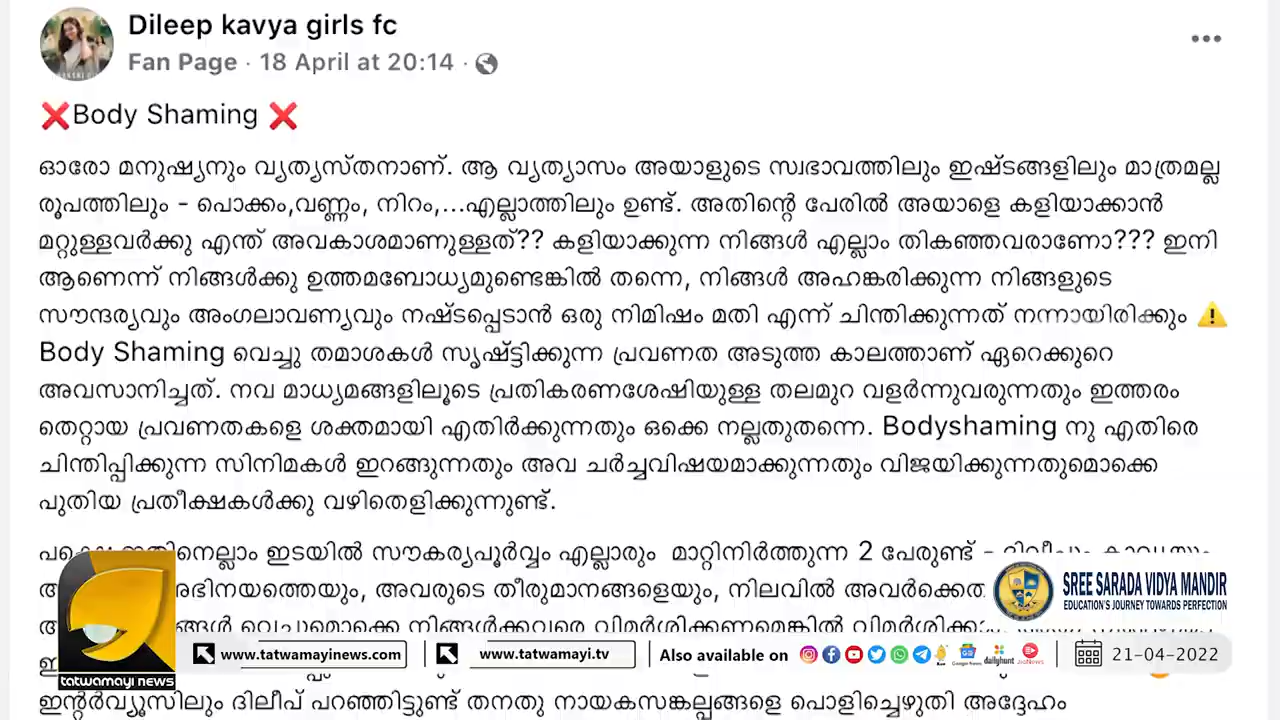 Dileep kavya girls fc
Fan Page · 18 April at 20:14 ·
❌Body Shaming ❌
ഓരോ മനുഷ്യനും വ്യത്യസ്തനാണ്. ആ വ്യത്യാസം അയാളുടെ സ്വഭാവത്തിലും ഇഷ്ടങ്ങളിലും മാത്രമല്ല
രൂപത്തിലും - പൊക്കം,വണ്ണം, നിറം,...എല്ലാത്തിലും ഉണ്ട്. അതിന്റെ പേരിൽ അയാളെ കളിയാക്കാൻ
മറ്റുള്ളവർക്കു എന്ത് അവകാശമാണുള്ളത്?? കളിയാക്കുന്ന നിങ്ങൾ എല്ലാം തികഞ്ഞവരാണോ??? ഇനി
ആണെന്ന് നിങ്ങൾക്കു ഉത്തമബോധ്യമുണ്ടെങ്കിൽ തന്നെ, നിങ്ങൾ അഹങ്കരിക്കുന്ന നിങ്ങളുടെ
സൗന്ദര്യവും അംഗലാവണ്യവും നഷ്ടപ്പെടാൻ ഒരു നിമിഷം മതി എന്ന് ചിന്തിക്കുന്നത് നന്നായിരിക്കും ⚠️
Body Shaming വെച്ചു തമാശകൾ സൃഷ്ട്ടിക്കുന്ന പ്രവണത അടുത്ത കാലത്താണ് ഏറെക്കുറെ
അവസാനിച്ചത്. നവ മാധ്യമങ്ങളിലൂടെ പ്രതികരണശേഷിയുള്ള തലമുറ വളർന്നുവരുന്നതും ഇത്തരം
തെറ്റായ പ്രവണതകളെ ശക്തമായി എതിർക്കുന്നതും ഒക്കെ നല്ലതുതന്നെ. Bodyshaming നു എതിരെ
ചിന്തിപ്പിക്കുന്ന സിനിമകൾ ഇറങ്ങുന്നതും അവ ചർച്ചവിഷയമാക്കുന്നതും വിജയിക്കുന്നതുമൊക്കെ
പുതിയ പ്രതീക്ഷകൾക്കു വഴിതെളിക്കുന്നുണ്ട്.
ഇടയിൽ സൗകര്യപൂർവ്വം എല്ലാരും മാറ്റിനിർത്തുന്ന 2 പേരുണ്ട് -
അവരുടെ തീരുമാനങ്ങളെയും, നിലവിൽ
വെച്ചുമൊക്കെ നിങ്ങൾക്കവരെ വിമർശിക്കണമെങ്കിൽ
ഇന്റർവ്യൂസിലും ദിലീപ് പറഞ്ഞിട്ടുണ്ട് തനതു നായകസങ്കല്പങ്ങളെ പൊളിച്ചെഴുതി അദ്ദേഹം
SREE SARADA VIDYA MANDIR
EDUCATION'S JOURNEY TOWARDS PERFECTION
tatwamayi news
www.tatwamayinews.com
www.tatwamayi.tv
Also available on
Google News
dailyhunt
JioNews
21-04-2022